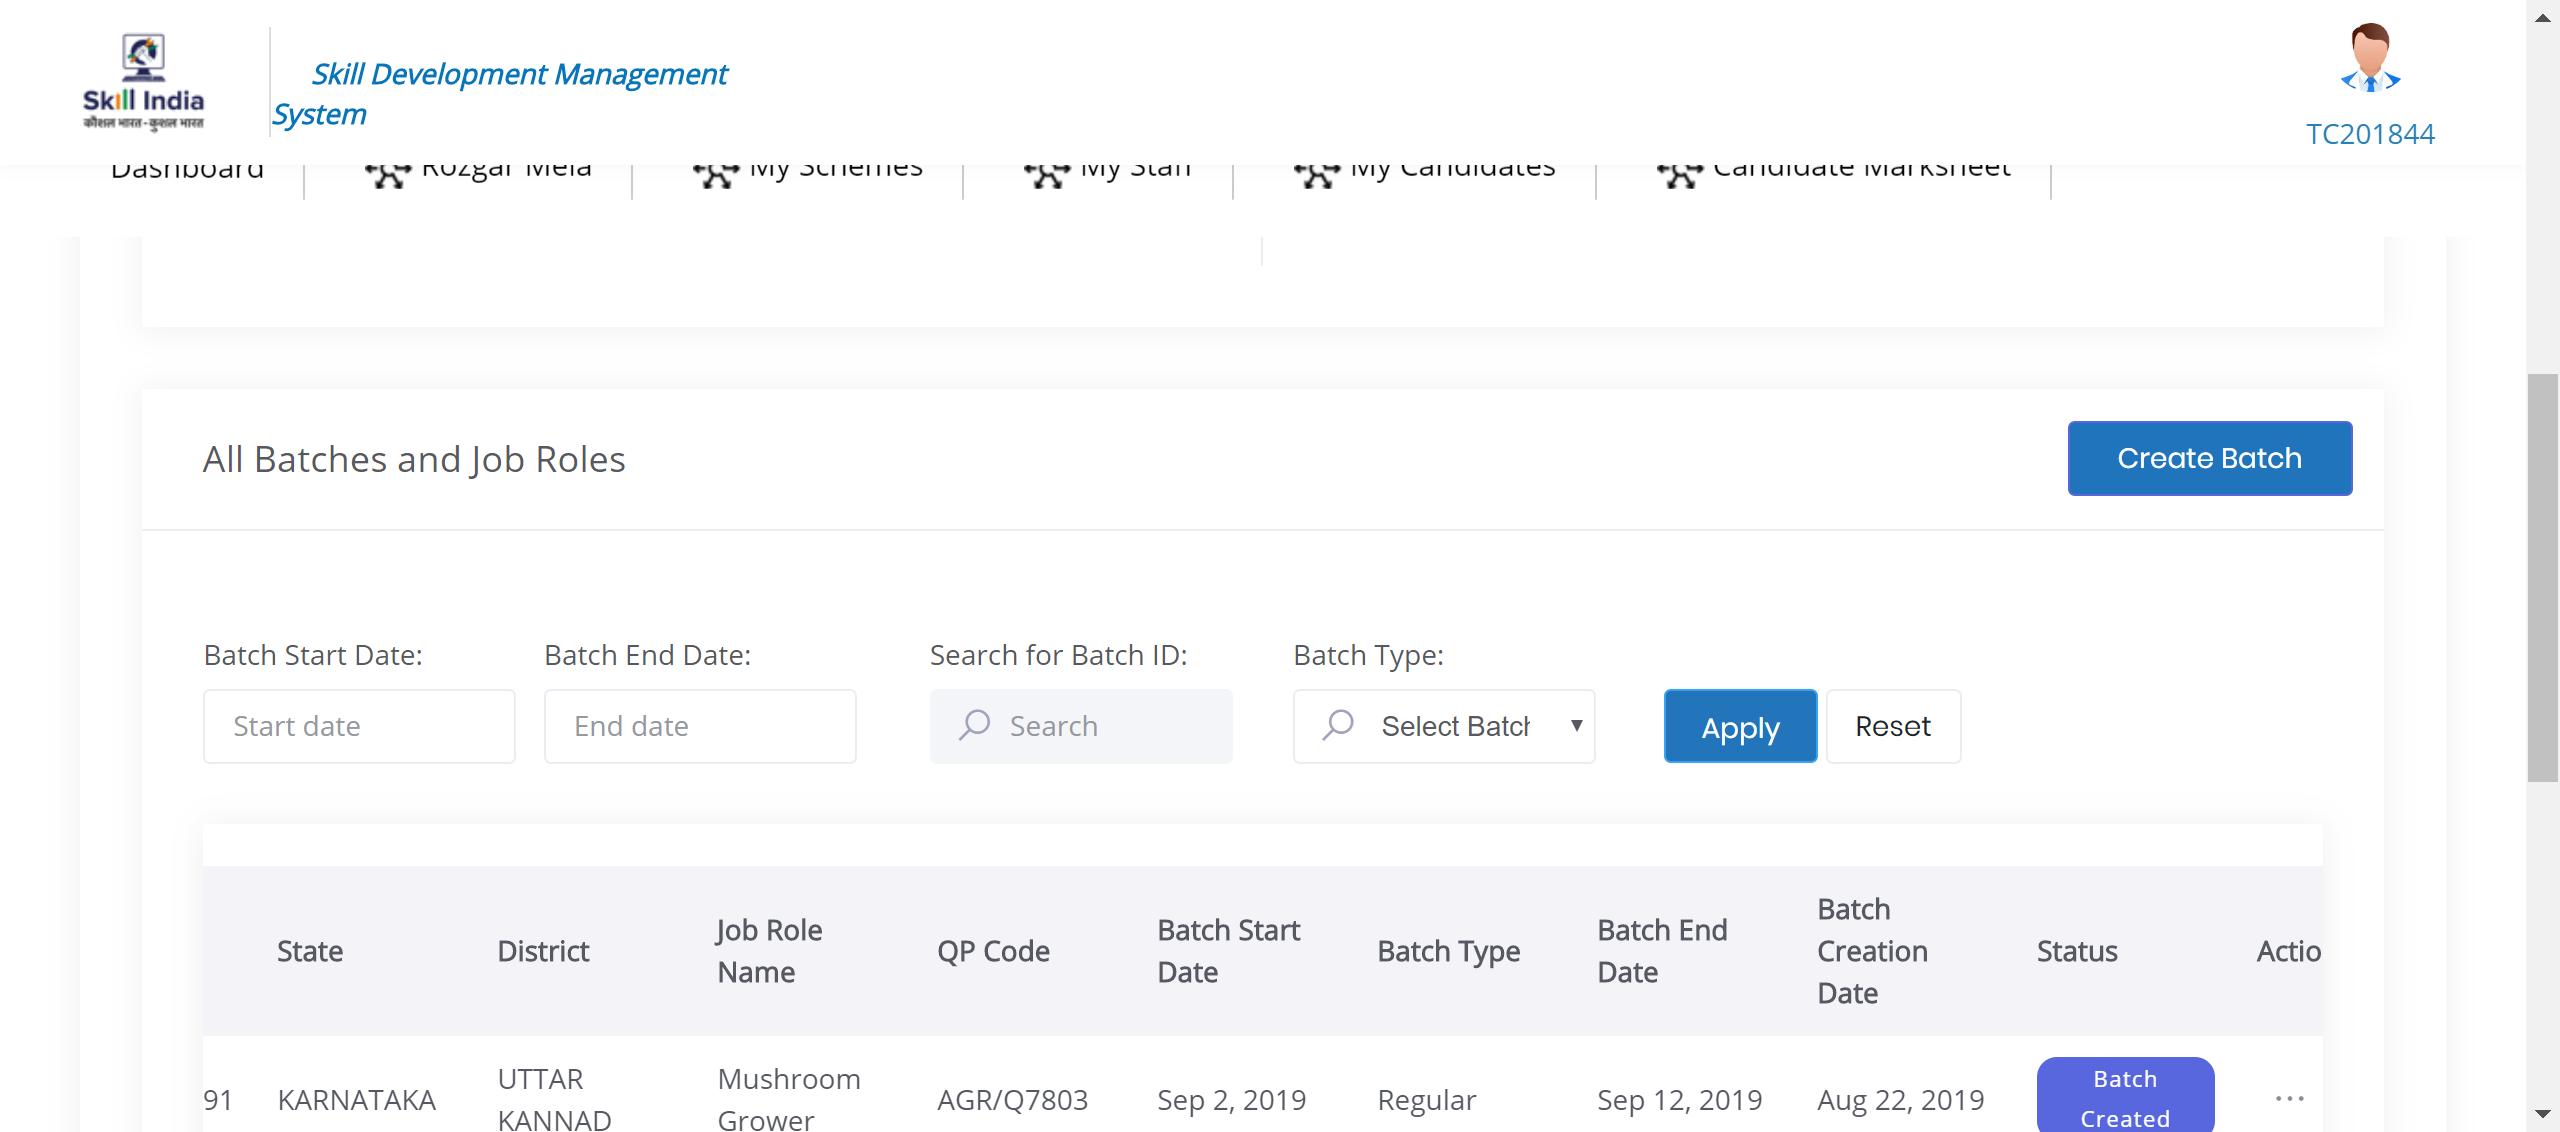 Skill India
कौशल भारत - कुशल भारत
Skill Development Management
System
TC201844
Dashboard
Rozgar Mela
My Schemes
My Staff
My Candidates
Candidate Marksheet
All Batches and Job Roles
Create Batch
Batch Start Date:
Batch End Date:
Search for Batch ID:
Batch Type:
Start date
End date
Search
Select Batch
Apply
Reset
State
District
Job Role
Name
QP Code
Batch Start
Date
Batch Type
Batch End
Date
Batch
Creation
Date
Status
Actio
91
KARNATAKA
UTTAR
KANNAD
Mushroom
Grower
AGR/Q7803
Sep 2, 2019
Regular
Sep 12, 2019
Aug 22, 2019
Batch
Created
...